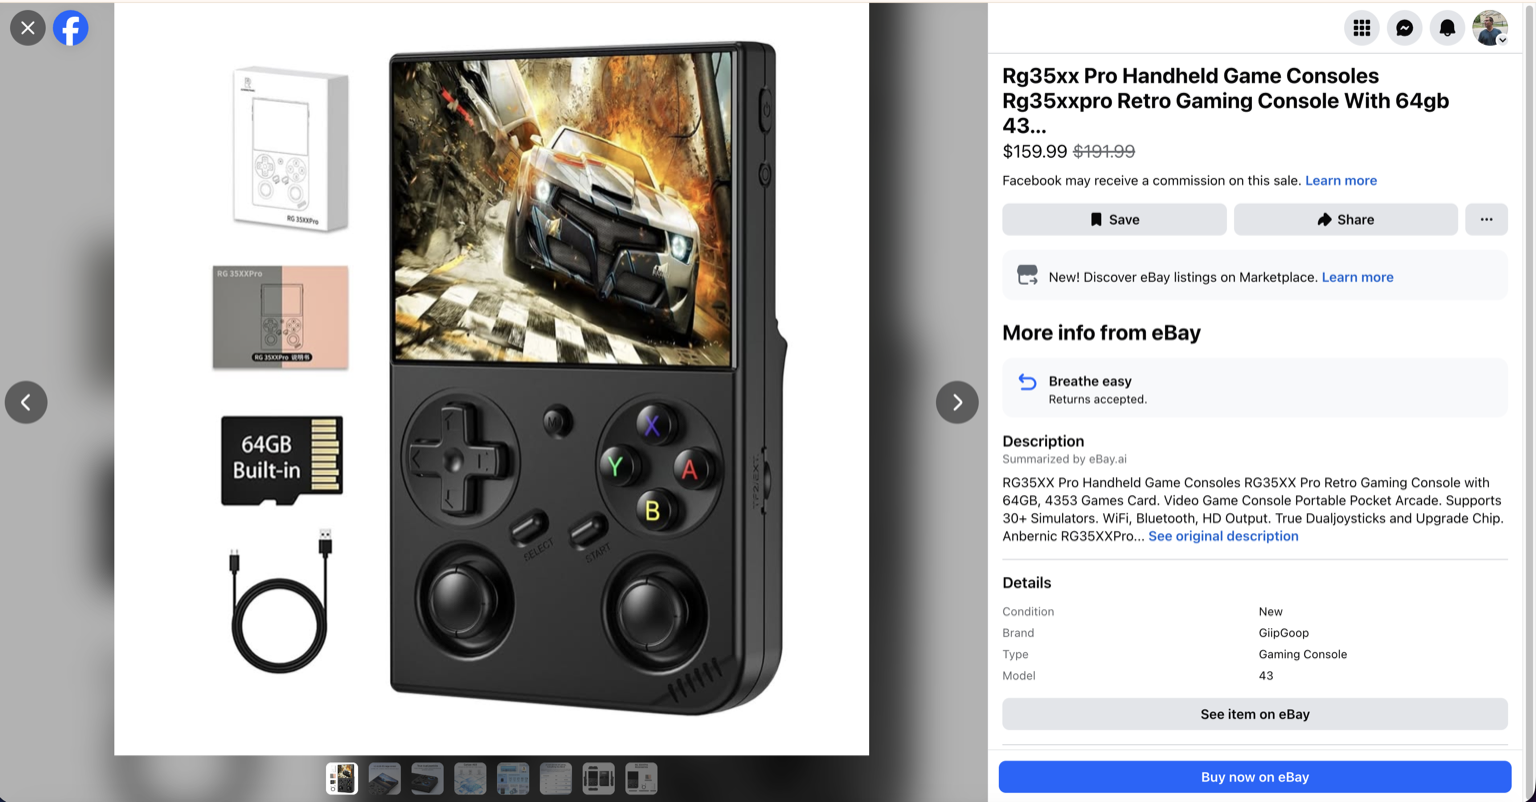 Rg35xx Pro Handheld Game Consoles
Rg35xxpro Retro Gaming Console With 64gb
43...
$159.99 $191.99
Facebook may receive a commission on this sale. Learn more
Save
Share
New! Discover eBay listings on Marketplace. Learn more
More info from eBay
Breathe easy
Returns accepted.
Description
Summarized by eBay.ai
RG35XX Pro Handheld Game Consoles RG35XX Pro Retro Gaming Console with
64GB, 4353 Games Card. Video Game Console Portable Pocket Arcade. Supports
30+ Simulators. WiFi, Bluetooth, HD Output. True Dualjoysticks and Upgrade Chip.
Anbernic RG35XXPro... See original description
Details
Condition New
Brand GiipGoop
Type Gaming Console
Model 43
See item on eBay
Buy now on eBay
RG 35XXPro
RG 35XXPro
RG 35XXPro 说明书
64GB
Built-in
M
X
Y
A
B
SELECT
START